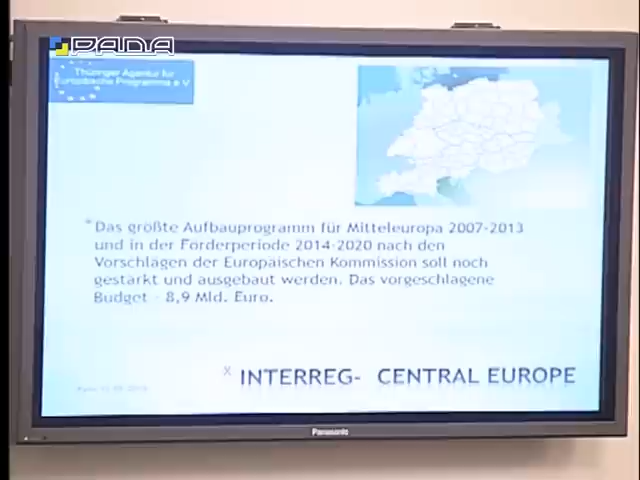 PADA
Thüringer Agentur für
Europäische Programme e.V
* Das größte Aufbauprogramm für Mitteleuropa 2007-2013
und in der Förderperiode 2014-2020 nach den
Vorschlägen der Europäischen Kommission soll noch
gestärkt und ausgebaut werden. Das vorgeschlagene
Budget - 8,9 Mld. Euro.
* INTERREG- CENTRAL EUROPE
Panasonic